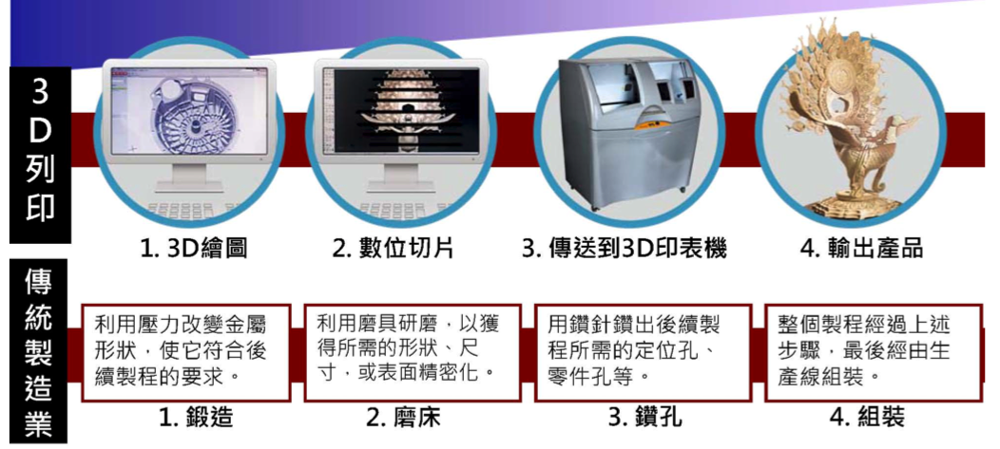 3D列印
1. 3D繪圖
2. 數位切片
3. 傳送到3D印表機
4. 輸出產品
傳統製造業
利用壓力改變金屬
形狀，使它符合後
續製程的要求。
1. 鍛造
利用磨具研磨，以獲
得所需的形狀、尺
寸，或表面精密化。
2. 磨床
用鑽針鑽出後續製
程所需的定位孔、
零件孔等。
3. 鑽孔
整個製程經過上述
步驟，最後經由生
產線組裝。
4. 組裝